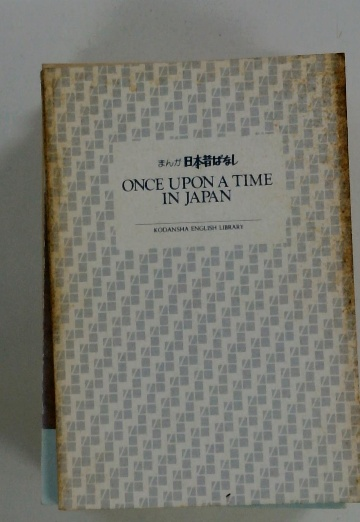 まんが 日本昔ばなし
ONCE UPON A TIME
IN JAPAN
KODANSHA ENGLISH LIBRARY